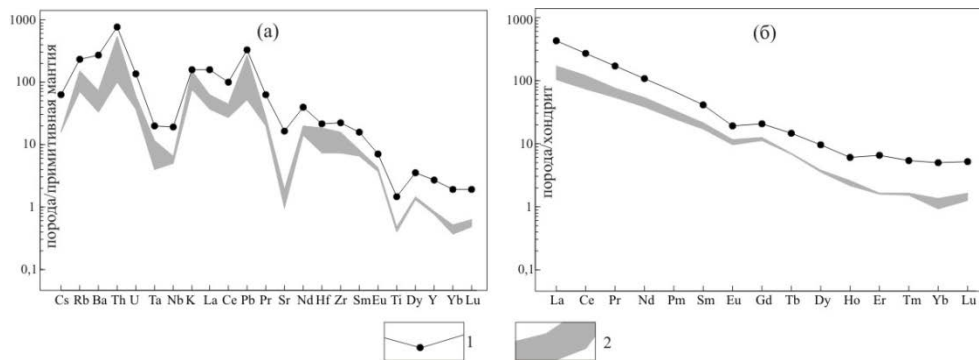 (а)
порода/примитивная мантия
1000
100
10
1
0,1
Cs Rb Ba Th U Ta Nb K La Ce Pb Pr Sr Nd Hf Zr Sm Eu Ti Dy Y Yb Lu
(б)
порода/хондрит
1000
100
10
1
0,1
La Ce Pr Nd Pm Sm Eu Gd Tb Dy Ho Er Tm Yb Lu
1
2